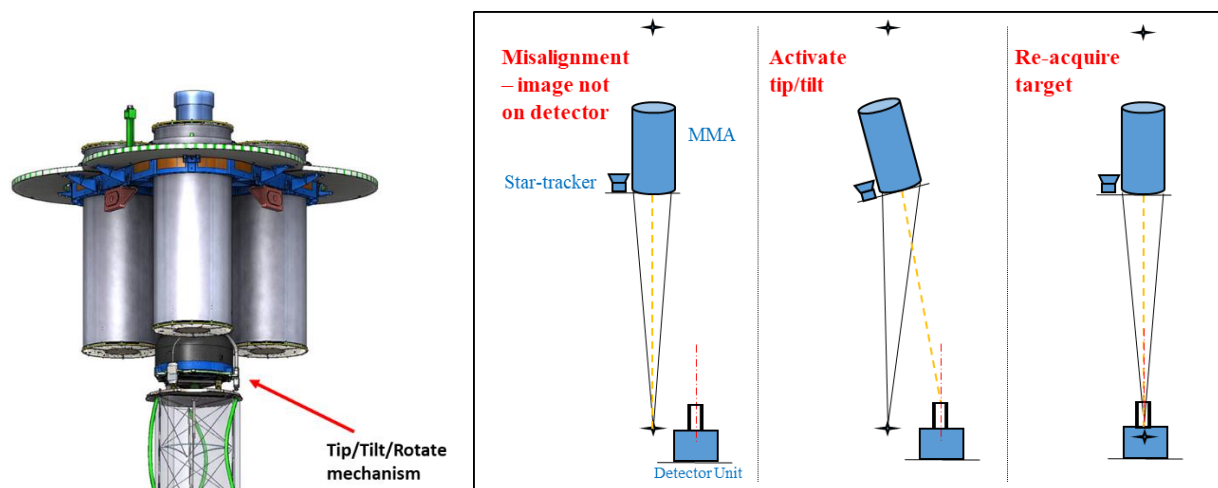 Tip/Tilt/Rotate
mechanism
Misalignment
– image not
on detector
MMA
Star-tracker
Detector Unit
Activate
tip/tilt
Re-acquire
target